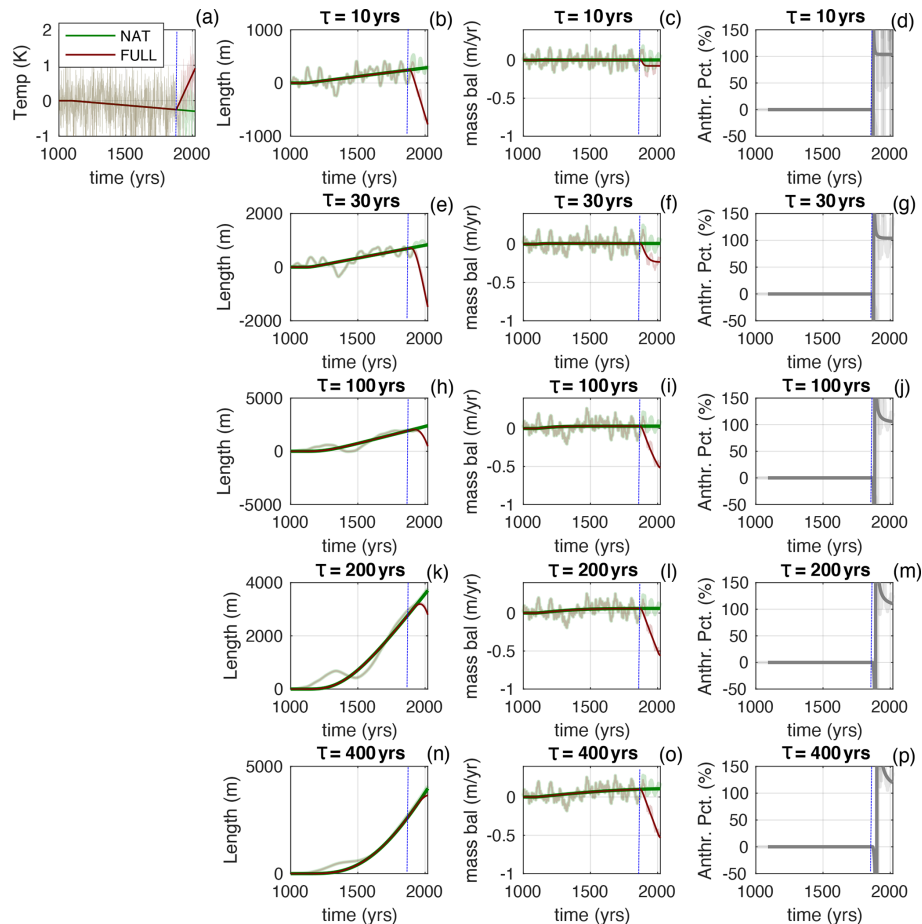 (a)
NAT
FULL
Temp (K)
2
1
0
-1
1000
1500
2000
time (yrs)
τ = 10 yrs
(b)
Length (m)
1000
0
-1000
1000
1500
2000
time (yrs)
τ = 10 yrs
(c)
mass bal (m/yr)
0
-0.5
-1
1000
1500
2000
time (yrs)
τ = 10 yrs
(d)
Anthr. Pct. (%)
150
100
50
0
-50
1000
1500
2000
time (yrs)
τ = 30 yrs
(e)
Length (m)
2000
0
-2000
1000
1500
2000
time (yrs)
τ = 30 yrs
(f)
mass bal (m/yr)
0
-0.5
-1
1000
1500
2000
time (yrs)
τ = 30 yrs
(g)
Anthr. Pct. (%)
150
100
50
0
-50
1000
1500
2000
time (yrs)
τ = 100 yrs
(h)
Length (m)
5000
0
-5000
1000
1500
2000
time (yrs)
τ = 100 yrs
(i)
mass bal (m/yr)
0
-0.5
-1
1000
1500
2000
time (yrs)
τ = 100 yrs
(j)
Anthr. Pct. (%)
150
100
50
0
-50
1000
1500
2000
time (yrs)
τ = 200 yrs
(k)
Length (m)
4000
2000
0
1000
1500
2000
time (yrs)
τ = 200 yrs
(l)
mass bal (m/yr)
0
-0.5
-1
1000
1500
2000
time (yrs)
τ = 200 yrs
(m)
Anthr. Pct. (%)
150
100
50
0
-50
1000
1500
2000
time (yrs)
τ = 400 yrs
(n)
Length (m)
5000
0
1000
1500
2000
time (yrs)
τ = 400 yrs
(o)
mass bal (m/yr)
0
-0.5
-1
1000
1500
2000
time (yrs)
τ = 400 yrs
(p)
Anthr. Pct. (%)
150
100
50
0
-50
1000
1500
2000
time (yrs)